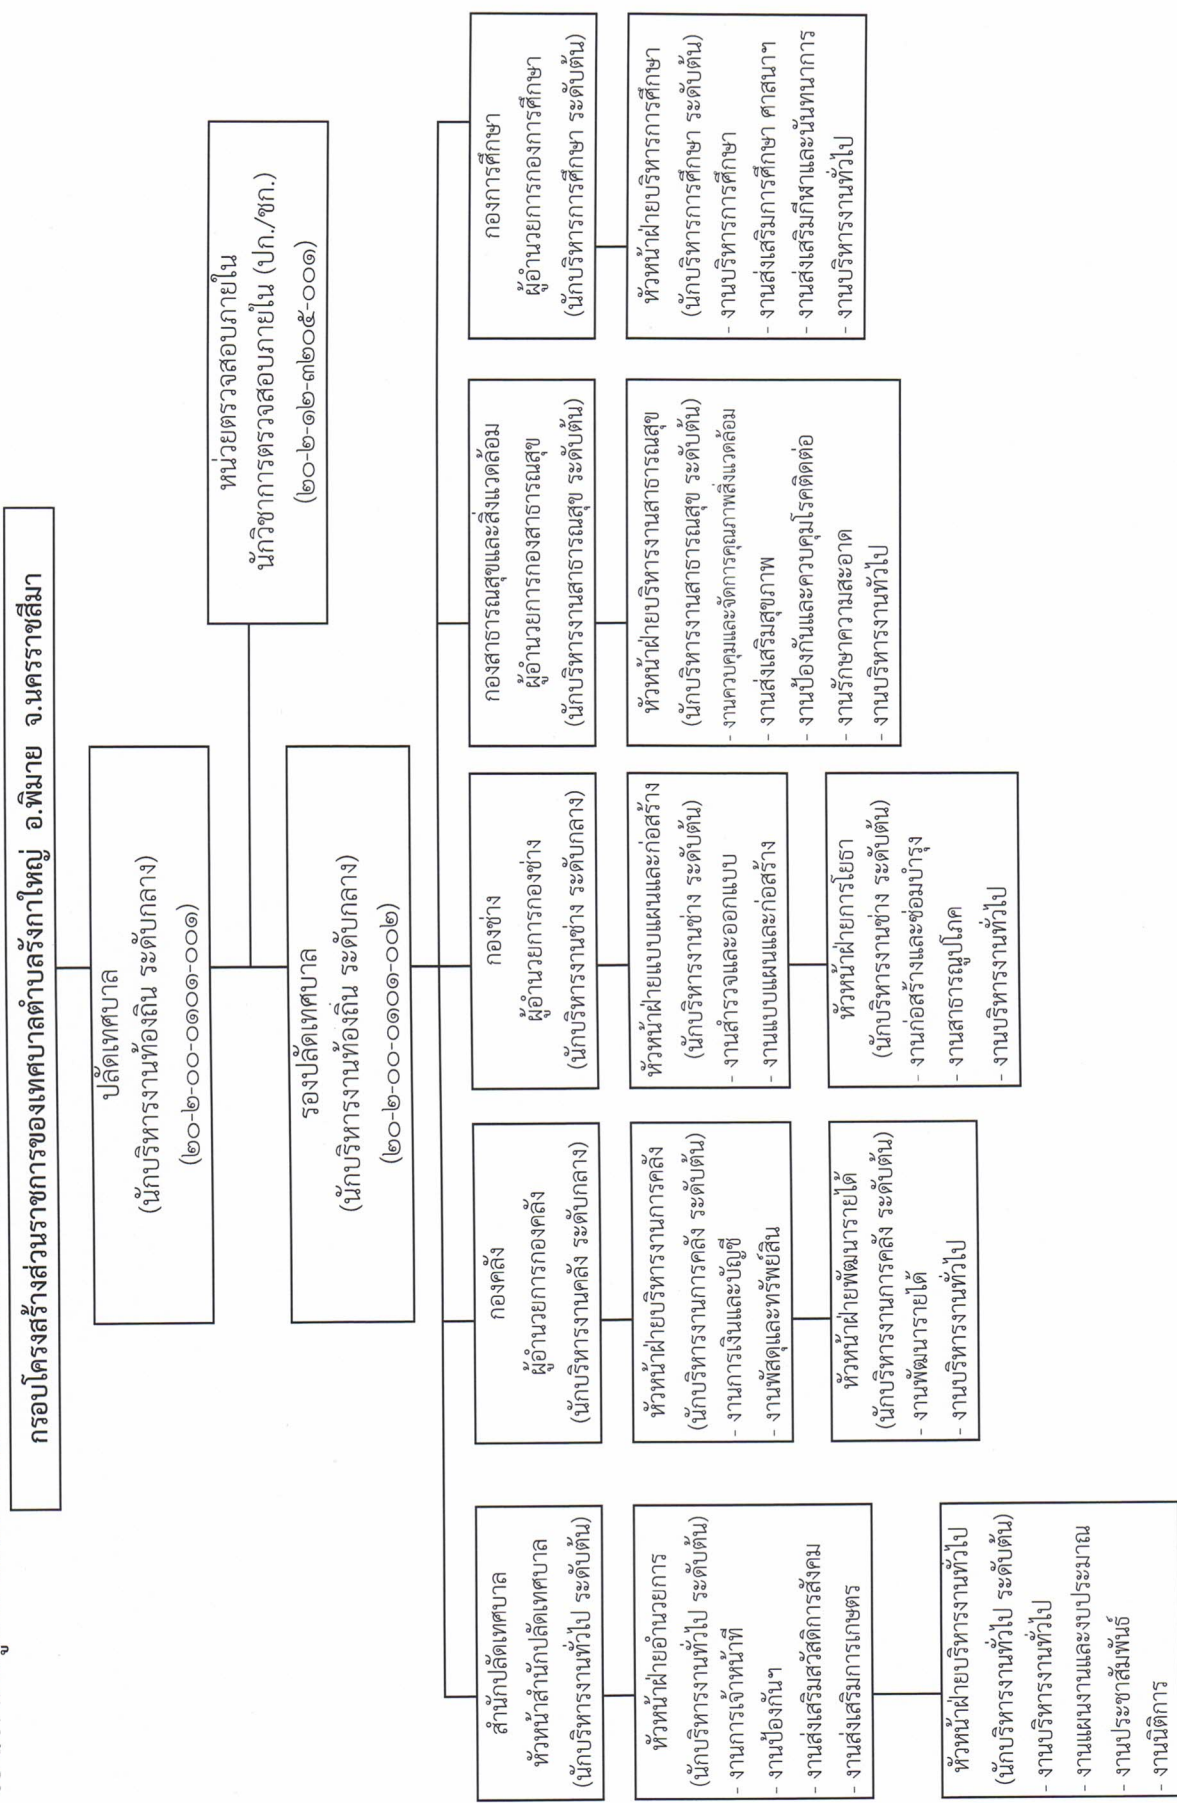 กรอบโครงสร้างส่วนราชการของเทศบาลตำบลรังกาใหญ่ อ.พิมาย จ.นครราชสีมา
ปลัดเทศบาล
(นักบริหารงานท้องถิ่น ระดับกลาง)
(๒๐-๒-๐๐-๐๑๐๑-๐๐๑)
หน่วยตรวจสอบภายใน
นักวิชาการตรวจสอบภายใน (ปก./ชก.)
(๒๐-๒-๑๒-๓๒๐๕-๐๐๑)
รองปลัดเทศบาล
(นักบริหารงานท้องถิ่น ระดับกลาง)
(๒๐-๒-๐๐-๐๑๐๑-๐๐๒)
สำนักปลัดเทศบาล
หัวหน้าสำนักปลัดเทศบาล
(นักบริหารงานทั่วไป ระดับต้น)
หัวหน้าฝ่ายอำนวยการ
(นักบริหารงานทั่วไป ระดับต้น)
- งานการเจ้าหน้าที่
- งานป้องกันฯ
- งานส่งเสริมสวัสดิการสังคม
- งานส่งเสริมการเกษตร
หัวหน้าฝ่ายบริหารงานทั่วไป
(นักบริหารงานทั่วไป ระดับต้น)
- งานบริหารงานทั่วไป
- งานแผนงานและงบประมาณ
- งานประชาสัมพันธ์
- งานนิติการ
กองคลัง
ผู้อำนวยการกองคลัง
(นักบริหารงานคลัง ระดับกลาง)
หัวหน้าฝ่ายบริหารงานการคลัง
(นักบริหารงานการคลัง ระดับต้น)
- งานการเงินและบัญชี
- งานพัสดุและทรัพย์สิน
หัวหน้าฝ่ายพัฒนารายได้
(นักบริหารงานการคลัง ระดับต้น)
- งานพัฒนารายได้
- งานบริหารงานทั่วไป
กองช่าง
ผู้อำนวยการกองช่าง
(นักบริหารงานช่าง ระดับกลาง)
หัวหน้าฝ่ายแบบแผนและก่อสร้าง
(นักบริหารงานช่าง ระดับต้น)
- งานสำรวจและออกแบบ
- งานแบบแผนและก่อสร้าง
หัวหน้าฝ่ายการโยธา
(นักบริหารงานช่าง ระดับต้น)
- งานก่อสร้างและซ่อมบำรุง
- งานสาธารณูปโภค
- งานบริหารงานทั่วไป
กองสาธารณสุขและสิ่งแวดล้อม
ผู้อำนวยการกองสาธารณสุข
(นักบริหารงานสาธารณสุข ระดับต้น)
หัวหน้าฝ่ายบริหารงานสาธารณสุข
(นักบริหารงานสาธารณสุข ระดับต้น)
- งานควบคุมและจัดการคุณภาพสิ่งแวดล้อม
- งานส่งเสริมสุขภาพ
- งานป้องกันและควบคุมโรคติดต่อ
- งานรักษาความสะอาด
- งานบริหารงานทั่วไป
กองการศึกษา
ผู้อำนวยการกองการศึกษา
(นักบริหารการศึกษา ระดับต้น)
หัวหน้าฝ่ายบริหารการศึกษา
(นักบริหารการศึกษา ระดับต้น)
- งานบริหารการศึกษา
- งานส่งเสริมการศึกษา ศาสนาฯ
- งานส่งเสริมกีฬาและนันทนาการ
- งานบริหารงานทั่วไป